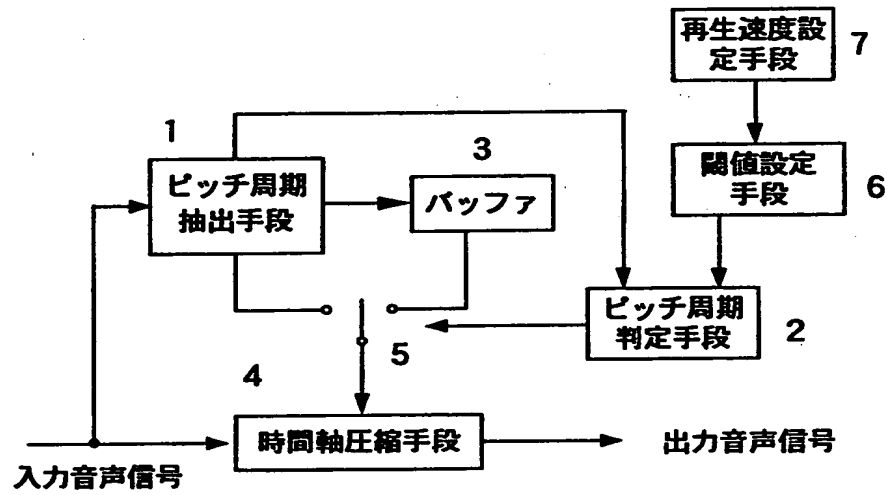 再生速度設
定手段
7
1
3
閾値設定
手段
6
ピッチ周期
抽出手段
バッファ
ピッチ周期
判定手段
2
5
4
時間軸圧縮手段
出力音声信号
入力音声信号